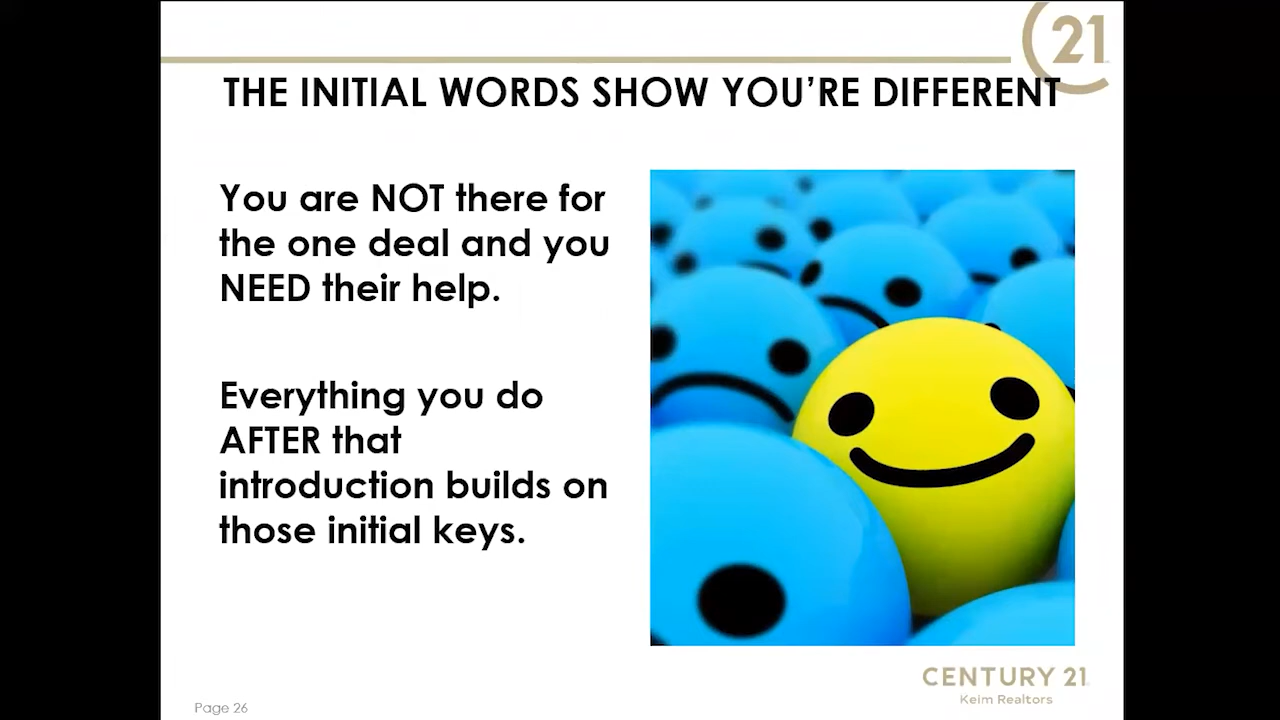 21
THE INITIAL WORDS SHOW YOU’RE DIFFERENT
You are NOT there for
the one deal and you
NEED their help.
Everything you do
AFTER that
introduction builds on
those initial keys.
CENTURY 21
Keim Realtors
Page 26